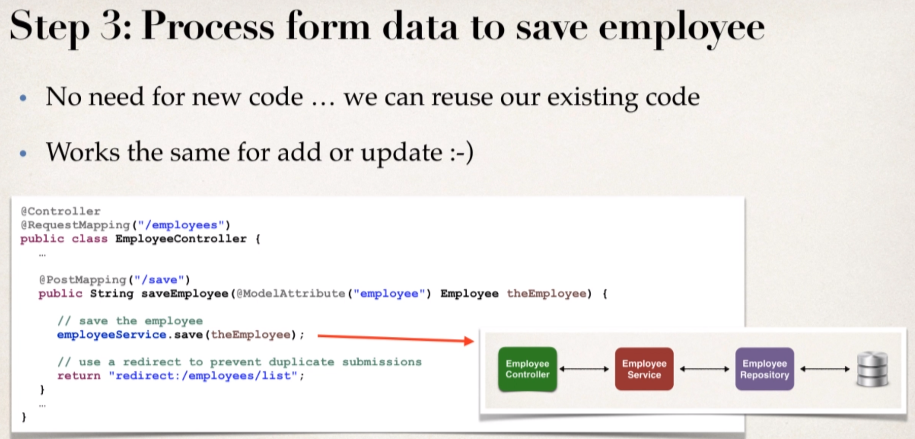 Step 3: Process form data to save employee
• No need for new code … we can reuse our existing code
• Works the same for add or update :-)
@Controller
@RequestMapping("/employees")
public class EmployeeController {
…
@PostMapping("/save")
public String saveEmployee(@ModelAttribute("employee") Employee theEmployee) {
// save the employee
employeeService.save(theEmployee);
// use a redirect to prevent duplicate submissions
return "redirect:/employees/list";
}
…
}
Employee
Controller
Employee
Service
Employee
Repository